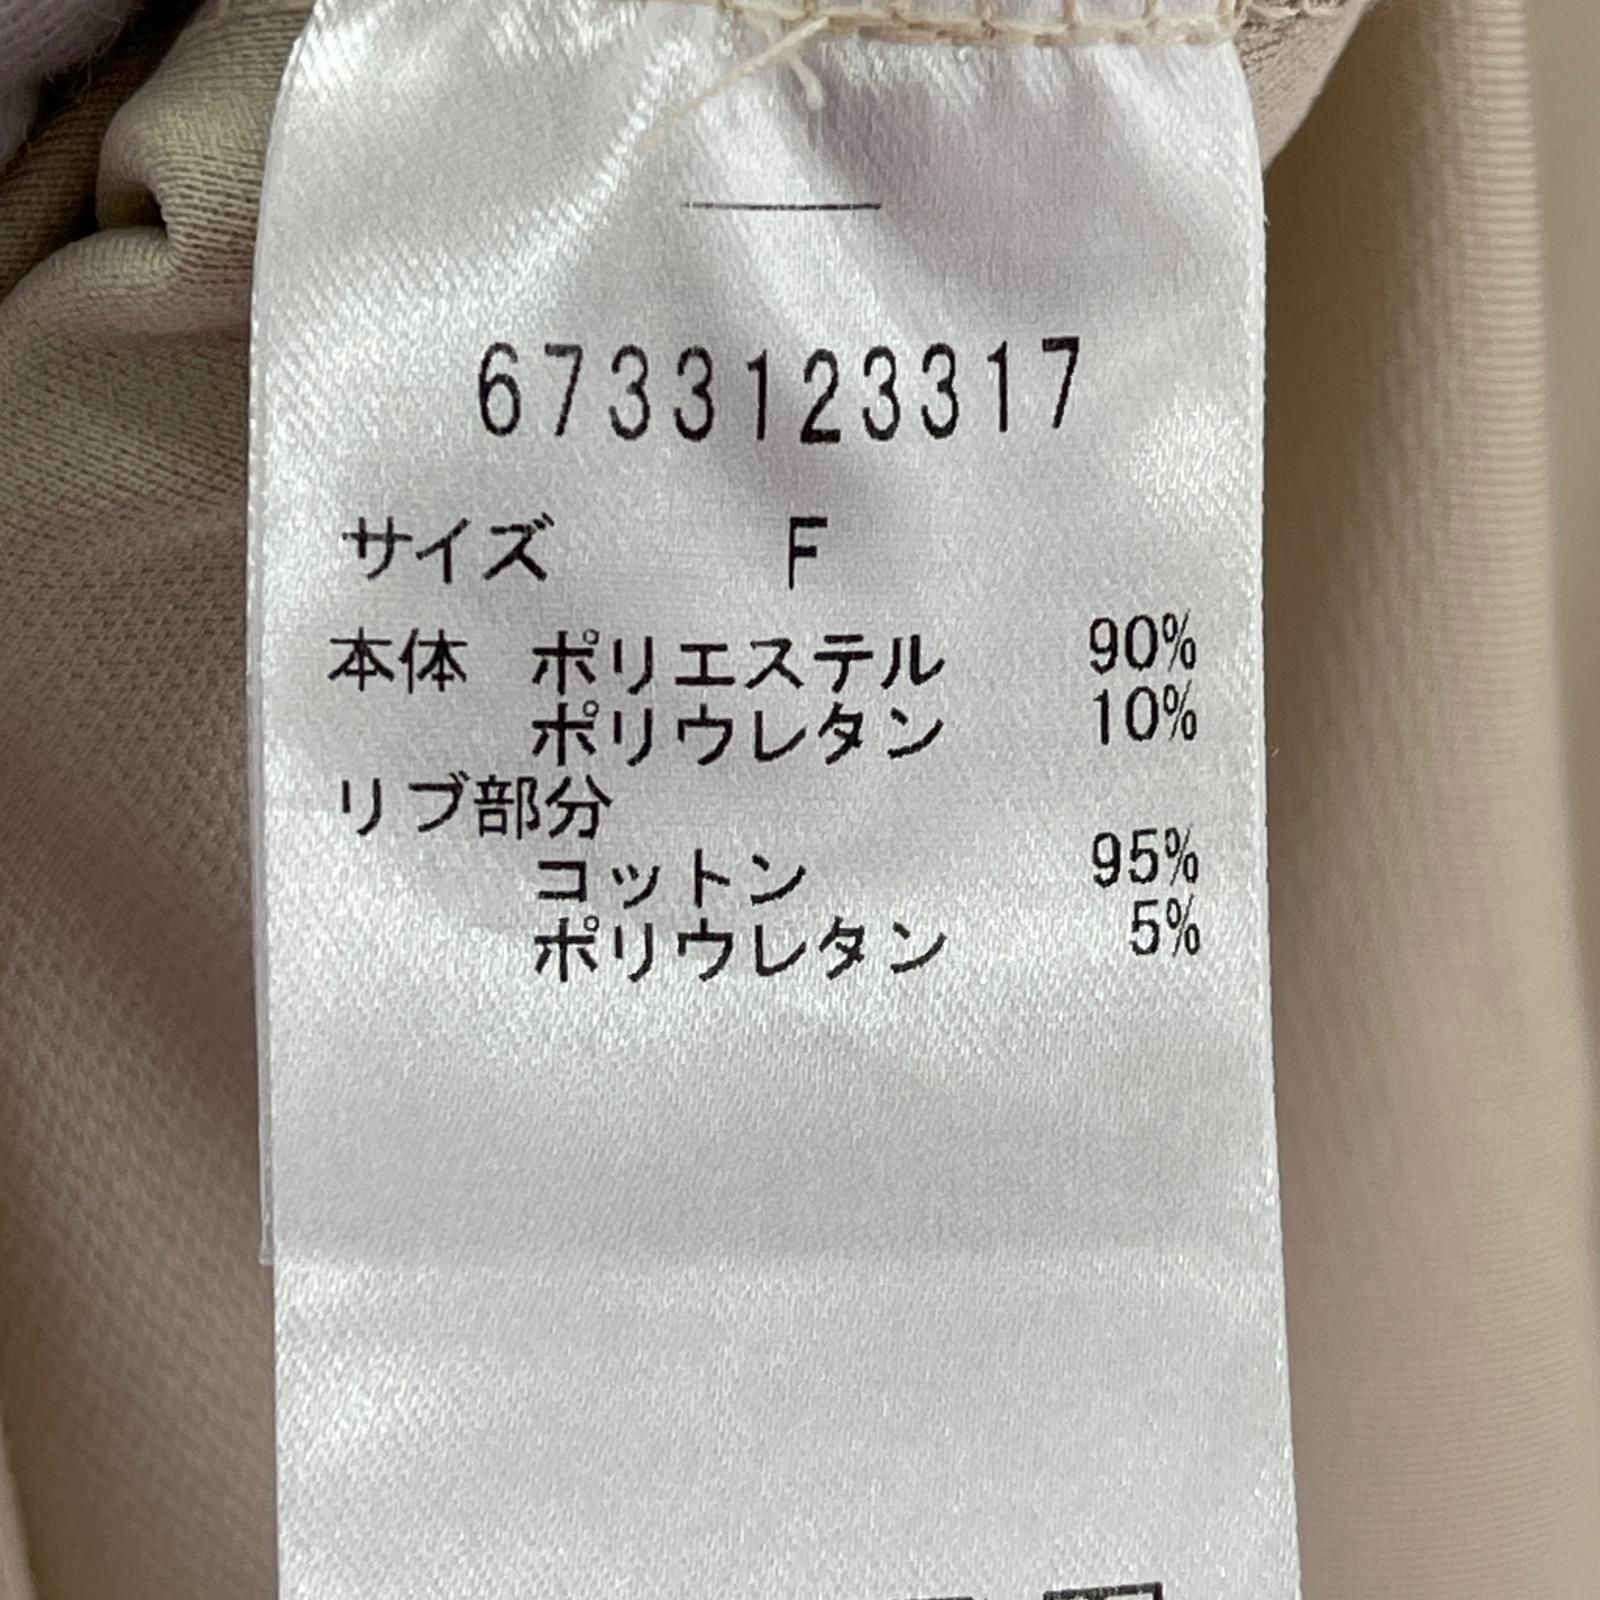 6733123317
サイズ F
本体 ポリエステル 90%
ポリウレタン 10%
リブ部分
コットン 95%
ポリウレタン 5%